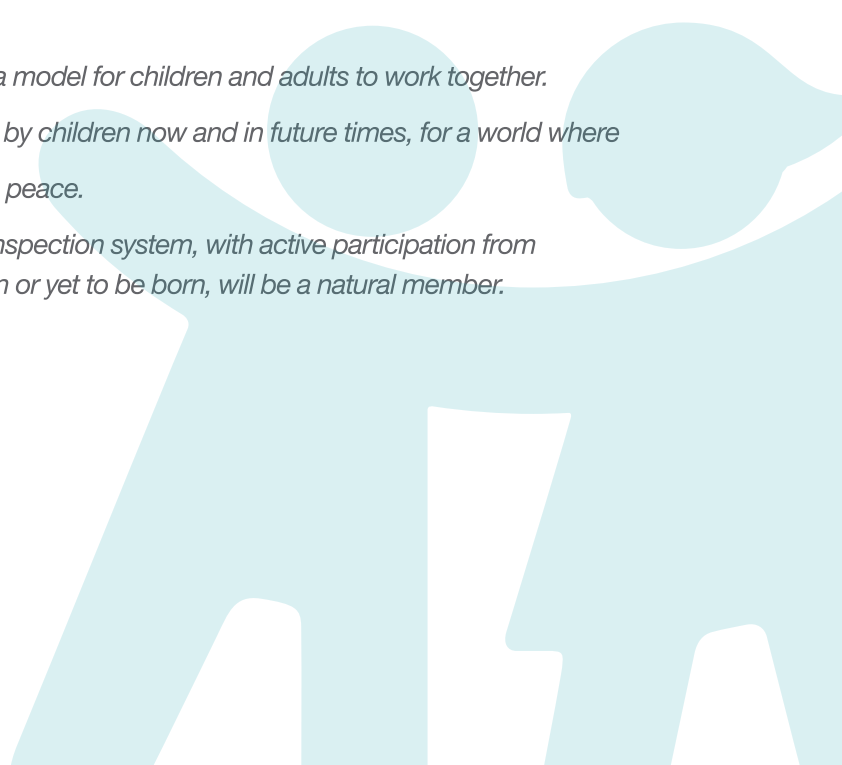 a model for children and adults to work together.
by children now and in future times, for a world where
peace.
nspection system, with active participation from
n or yet to be born, will be a natural member.